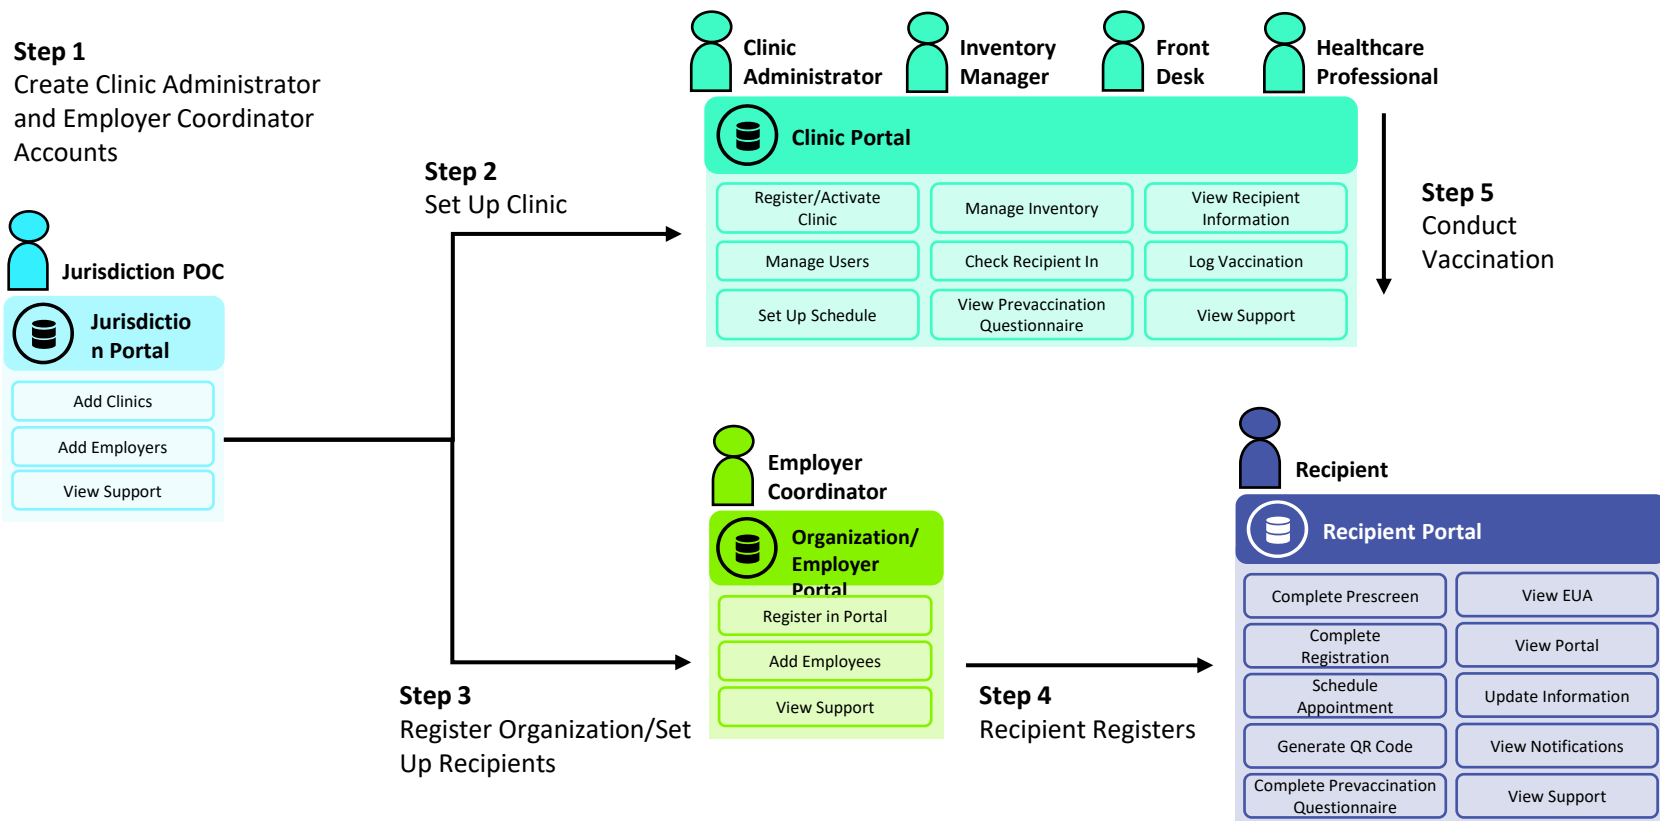 Step 1
Create Clinic Administrator
and Employer Coordinator
Accounts
Jurisdiction POC
Jurisdictio
n Portal
Add Clinics
Add Employers
View Support
Step 2
Set Up Clinic
Clinic
Administrator
Inventory
Manager
Front
Desk
Healthcare
Professional
Clinic Portal
Register/Activate
Clinic
Manage Inventory
View Recipient
Information
Manage Users
Check Recipient In
Log Vaccination
Set Up Schedule
View Prevaccination
Questionnaire
View Support
Step 5
Conduct
Vaccination
Step 3
Register Organization/Set
Up Recipients
Employer
Coordinator
Organization/
Employer
Portal
Register in Portal
Add Employees
View Support
Step 4
Recipient Registers
Recipient
Recipient Portal
Complete Prescreen
View EUA
Complete
Registration
View Portal
Schedule
Appointment
Update Information
Generate QR Code
View Notifications
Complete Prevaccination
Questionnaire
View Support